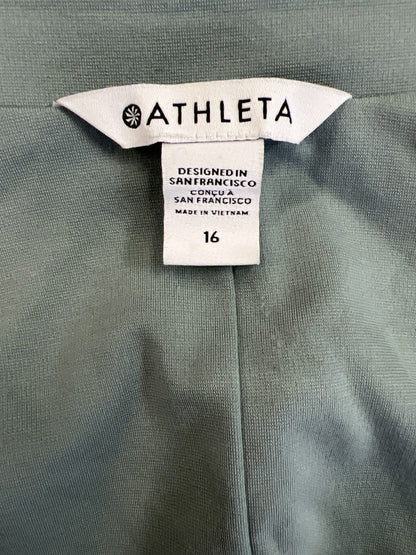 ATHLETA
DESIGNED IN
SAN FRANCISCO
CONÇU À
SAN FRANCISCO
MADE IN VIETNAM
16